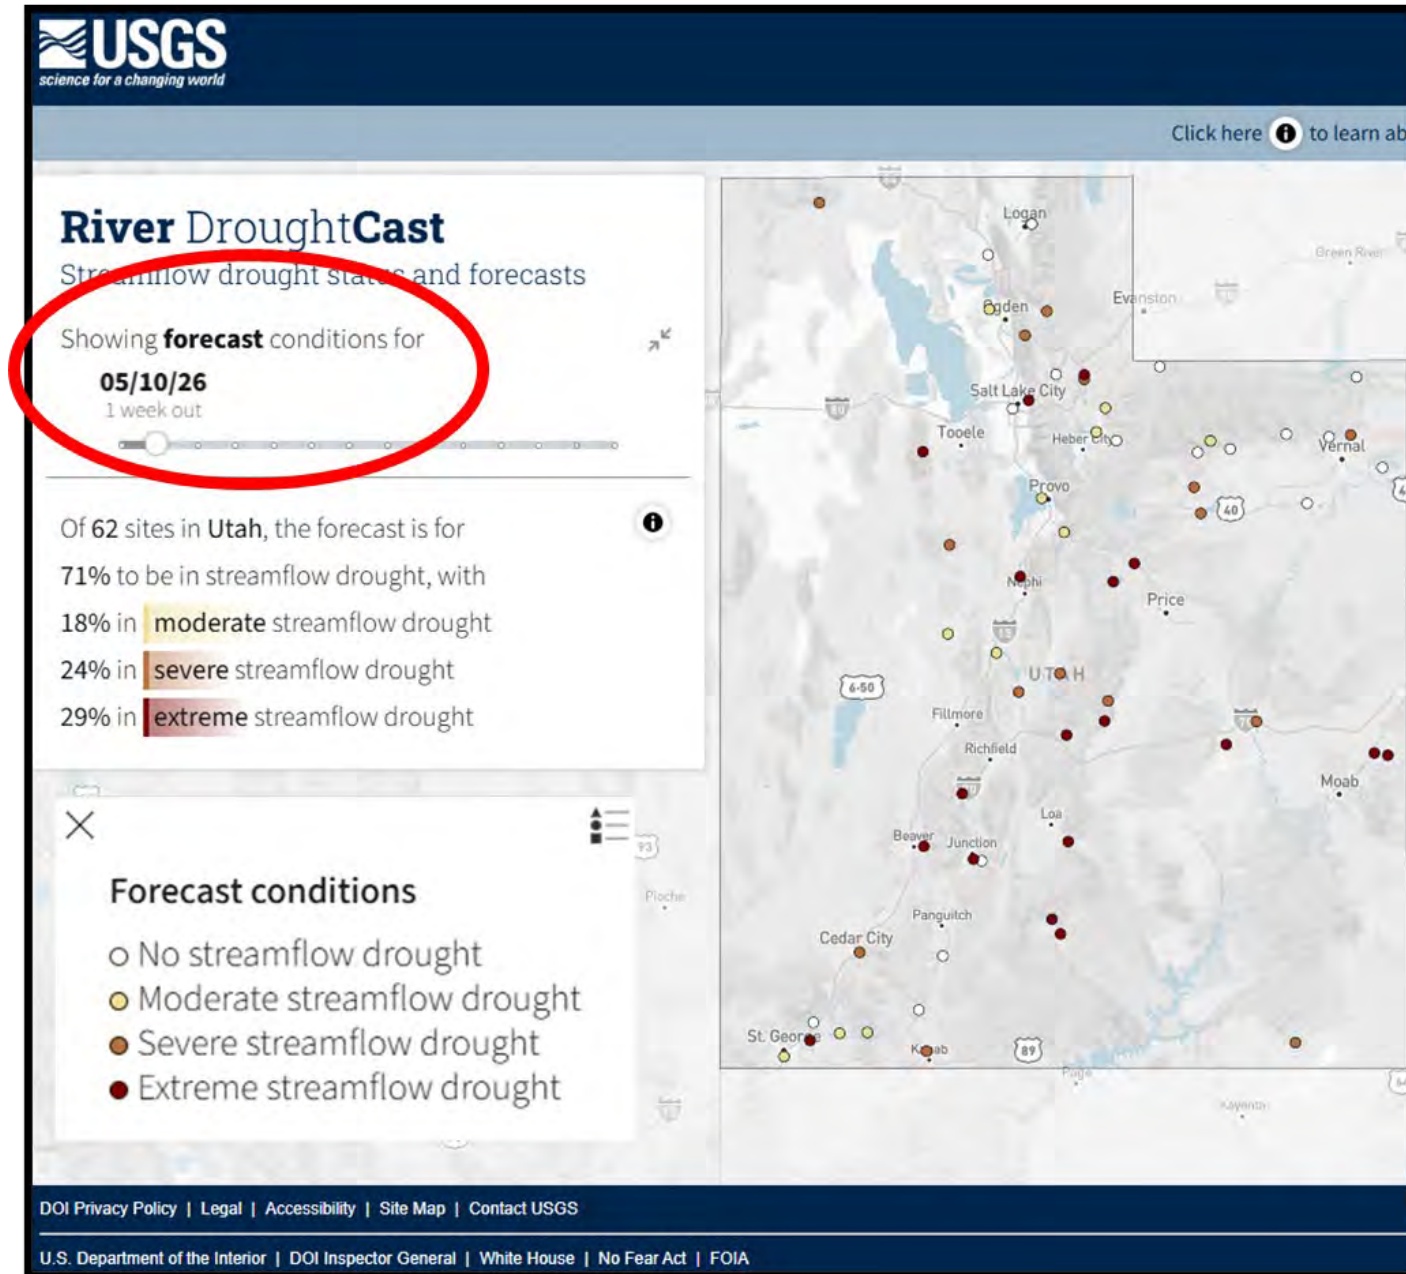 USGS
science for a changing world
Click here i to learn ab
River DroughtCast
Streamflow drought status and forecasts
Showing forecast conditions for
05/10/26
1 week out
Of 62 sites in Utah, the forecast is for
71% to be in streamflow drought, with
18% in moderate streamflow drought
24% in severe streamflow drought
29% in extreme streamflow drought
Forecast conditions
No streamflow drought
Moderate streamflow drought
Severe streamflow drought
Extreme streamflow drought
Logan
Green River
Evanston
Ogden
Salt Lake City
Tooele
Heber City
Vernal
Provo
40
Nephi
Price
15
UTAH
6-50
Fillmore
70
Richfield
Moab
Loa
Beaver
Junction
93
Pioche
Panguitch
Cedar City
St. George
Kanab
89
Page
Kayenta
DOI Privacy Policy | Legal | Accessibility | Site Map | Contact USGS
U.S. Department of the Interior | DOI Inspector General | White House | No Fear Act | FOIA